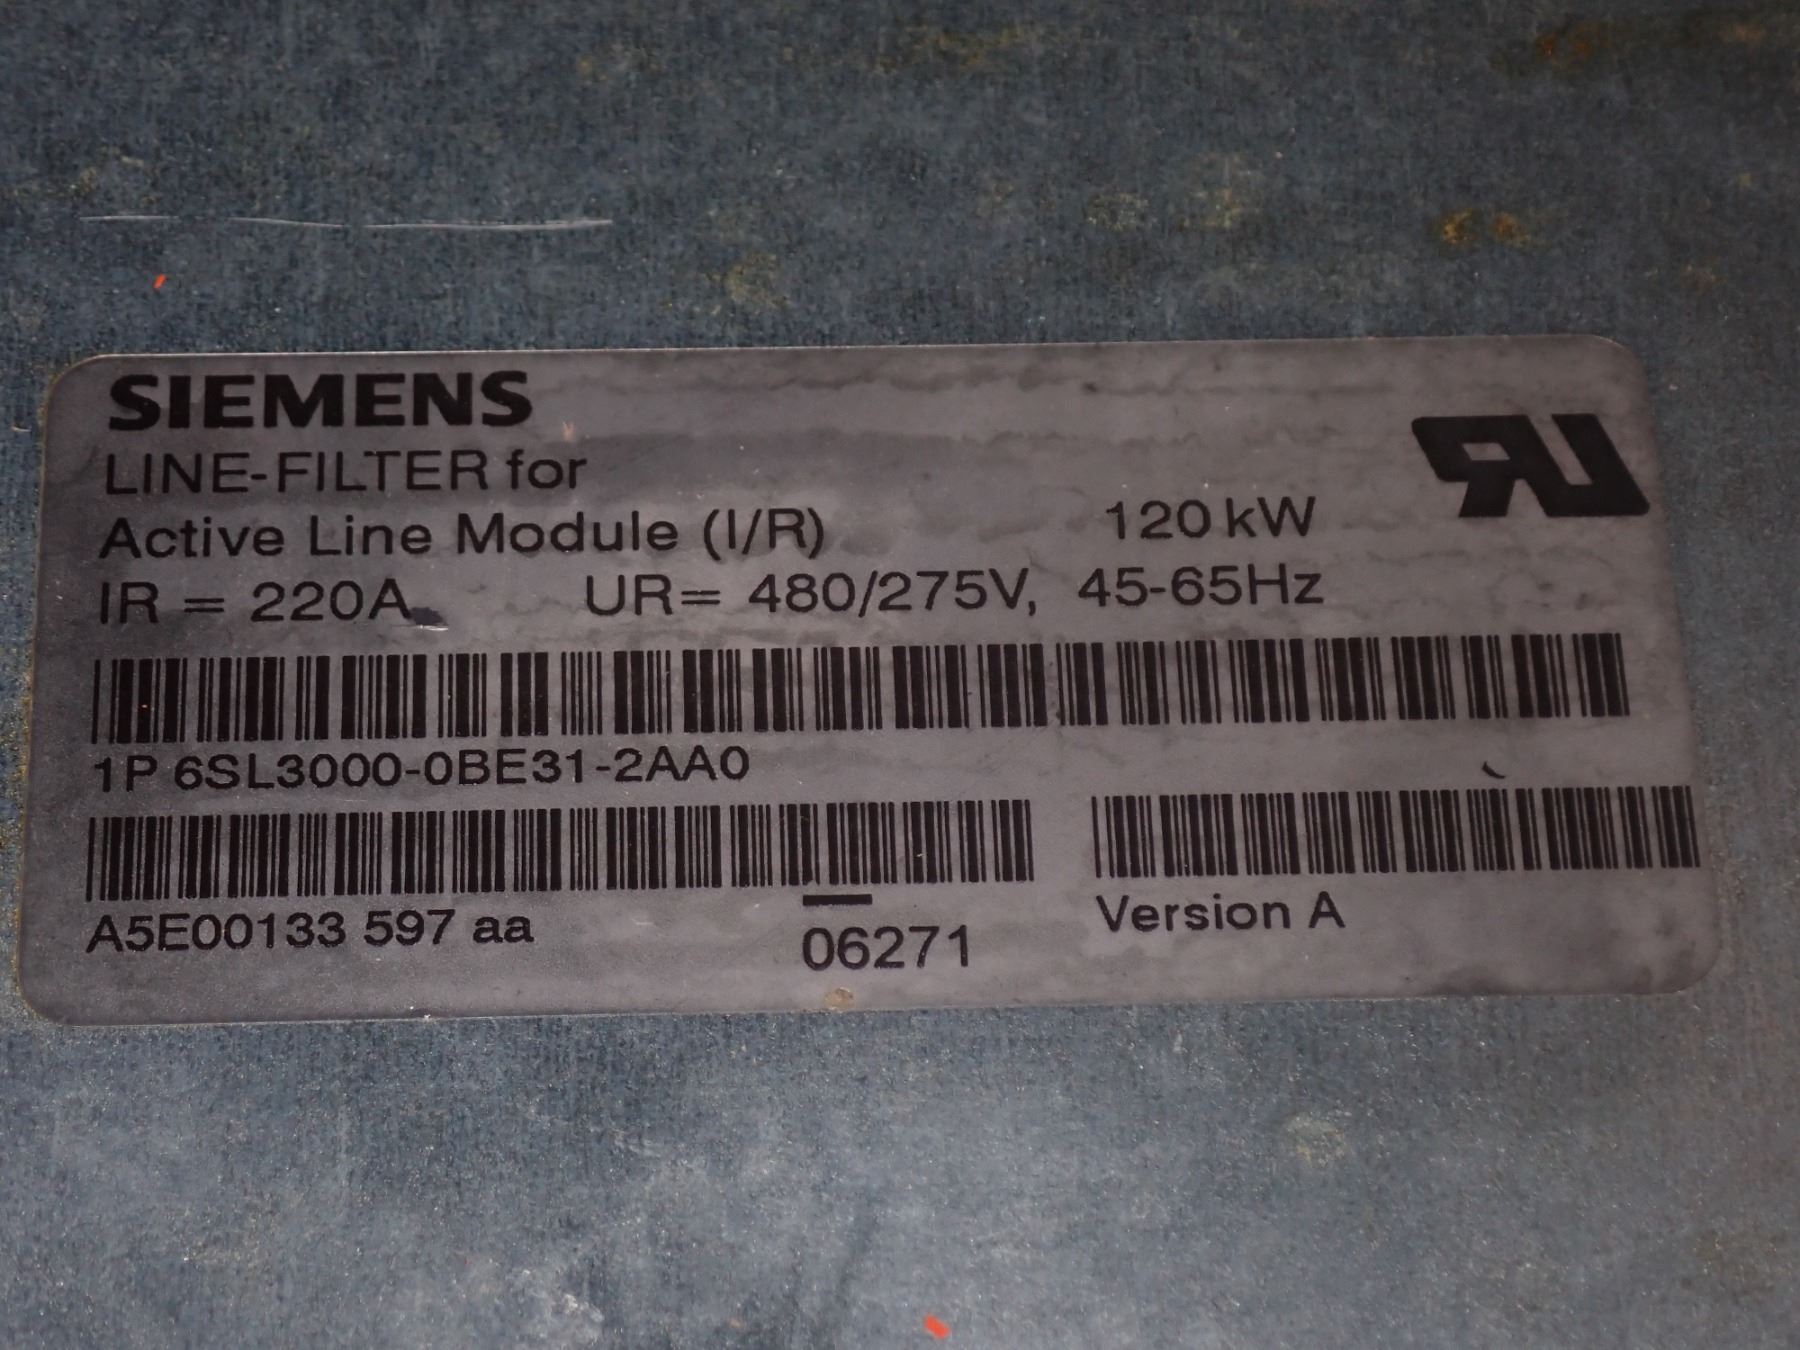 SIEMENS
LINE-FILTER for
Active Line Module (I/R) 120 kW
IR = 220A UR= 480/275V, 45-65Hz
1P 6SL3000-0BE31-2AA0
A5E00133 597 aa 06271 Version A